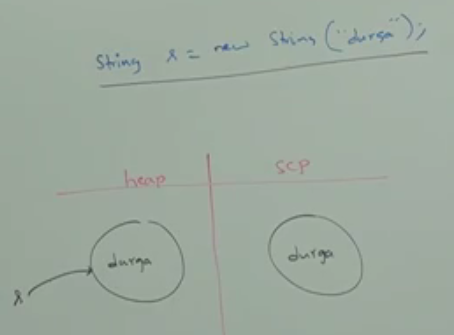 String s = new String ("durga");
heap scp
durga durga
s